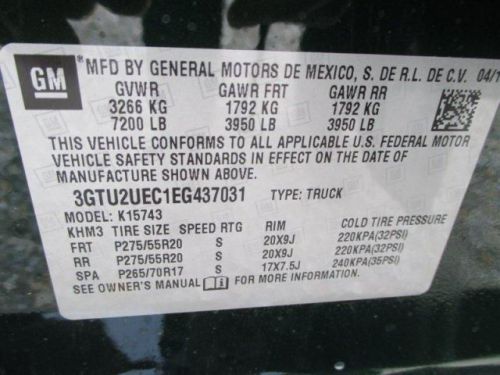 GM
MFD BY GENERAL MOTORS DE MEXICO, S. DE R.L. DE C.V. 04/1
GVWR GAWR FRT GAWR RR
3266 KG 1792 KG 1792 KG
7200 LB 3950 LB 3950 LB
THIS VEHICLE CONFORMS TO ALL APPLICABLE U.S. FEDERAL MOTOR
VEHICLE SAFETY STANDARDS IN EFFECT ON THE DATE OF
MANUFACTURE SHOWN ABOVE.
3GTU2UEC1EG437031 TYPE: TRUCK
MODEL: K15743
KHM3 TIRE SIZE SPEED RTG RIM COLD TIRE PRESSURE
FRT P275/55R20 S 20X9J 220KPA(32PSI)
RR P275/55R20 S 20X9J 220KPA(32PSI)
SPA P265/70R17 S 17X7.5J 240KPA(35PSI)
SEE OWNER'S MANUAL FOR MORE INFORMATION.